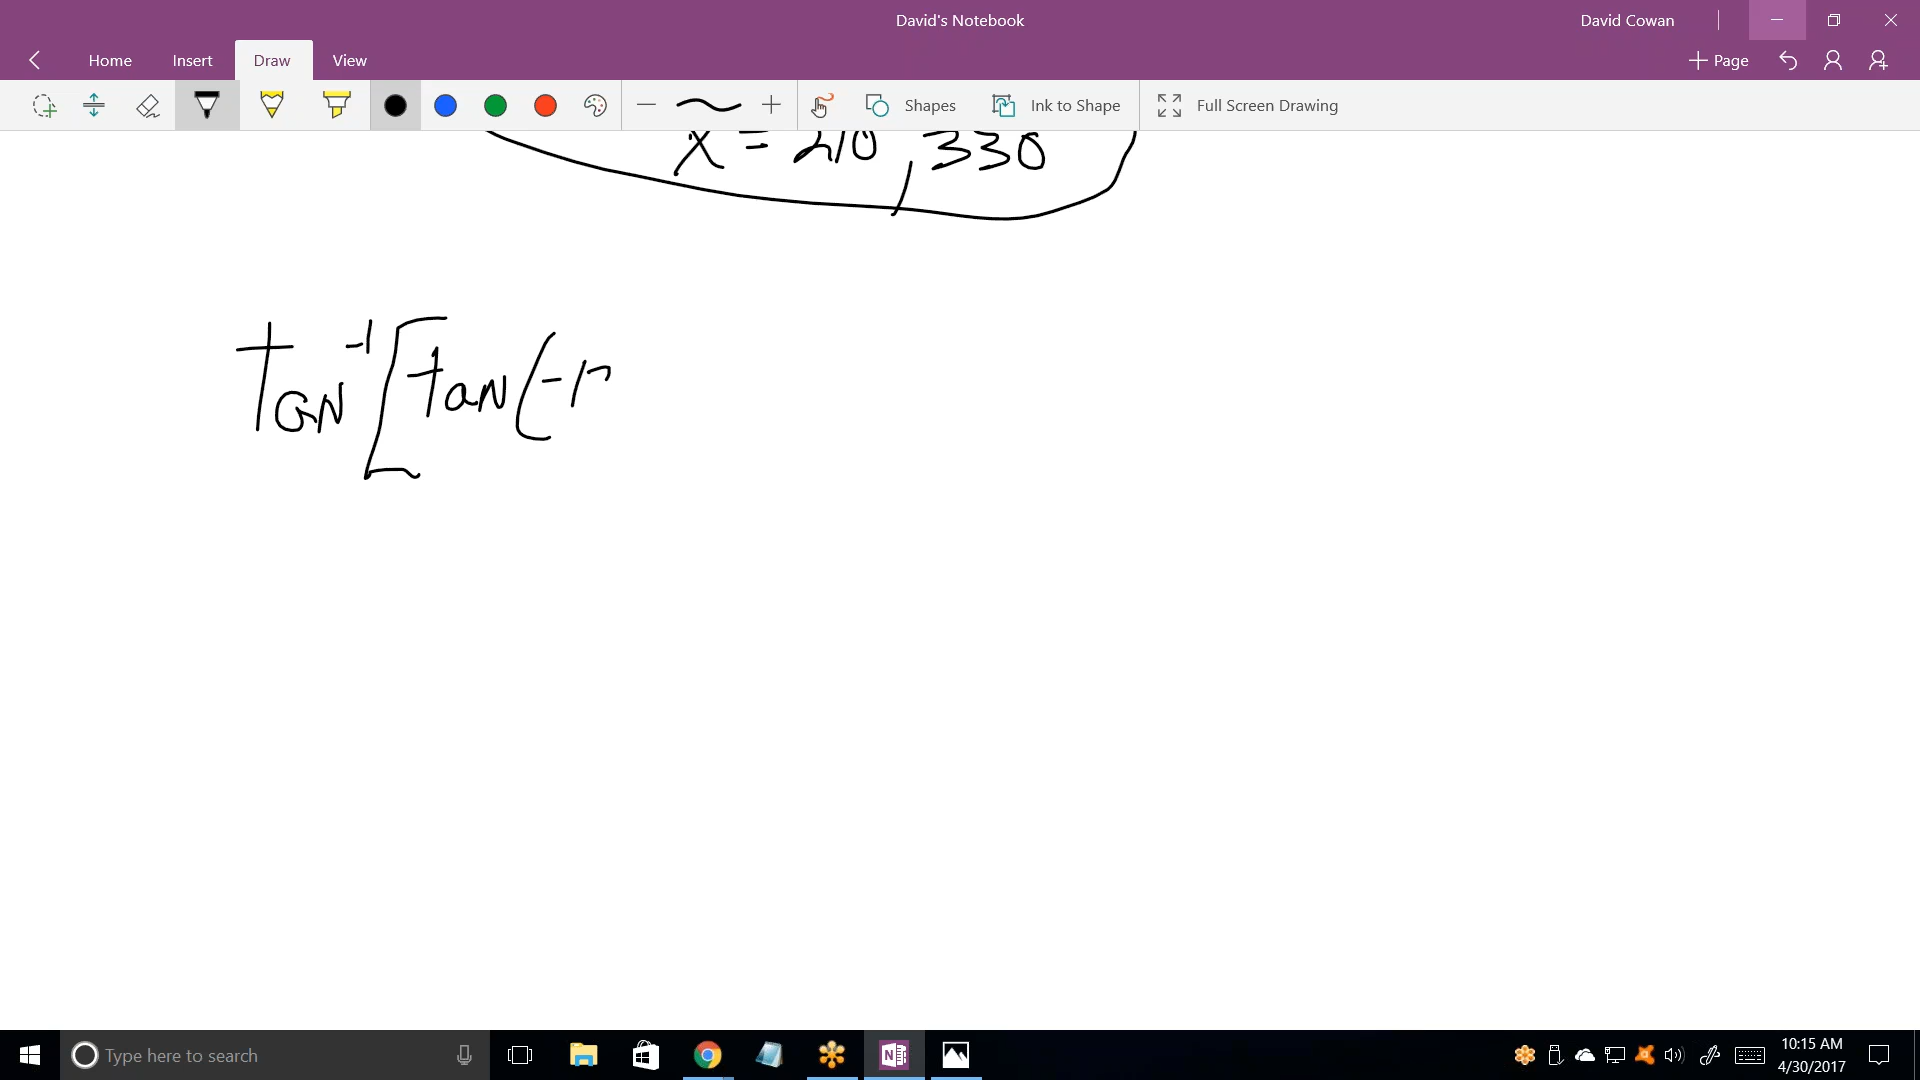 David's Notebook
David Cowan
Home Insert Draw View
Page
Shapes Ink to Shape Full Screen Drawing
x = 210, 330
tan⁻¹[tan(-1
Type here to search
10:15 AM
4/30/2017